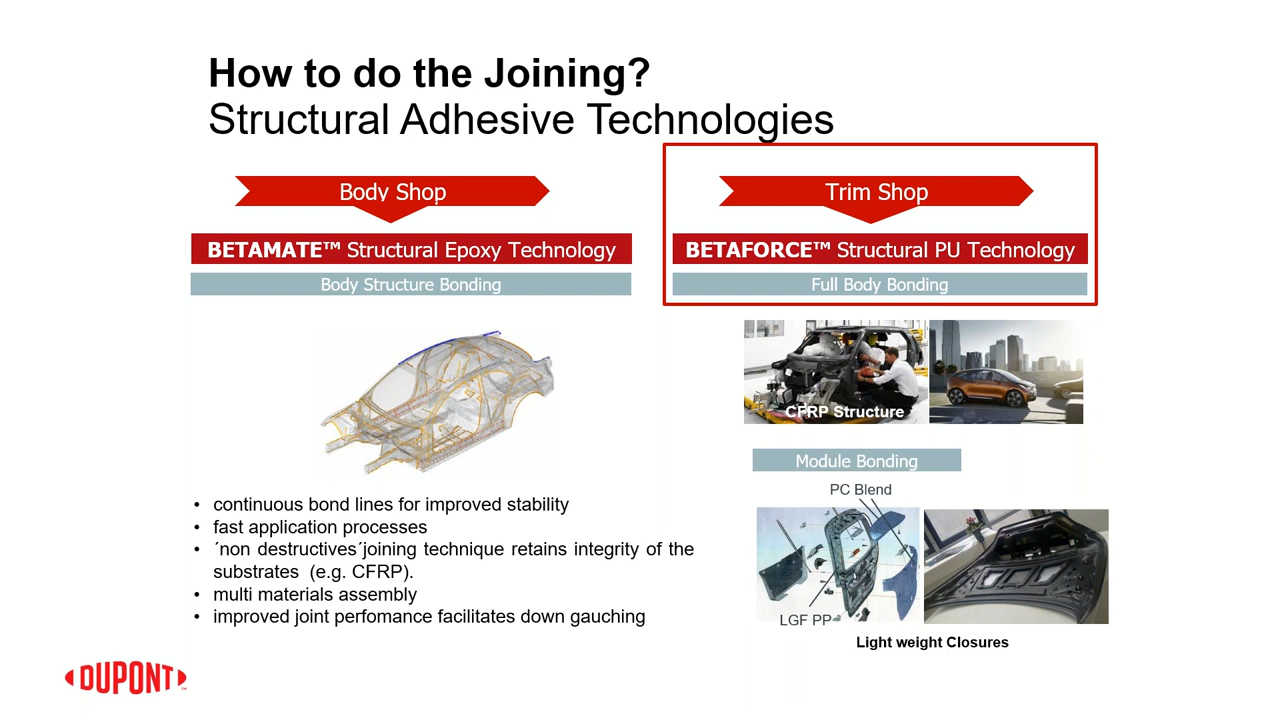 How to do the Joining?
Structural Adhesive Technologies
Body Shop
BETAMATE™ Structural Epoxy Technology
Body Structure Bonding
• continuous bond lines for improved stability
• fast application processes
• ´non destructives´joining technique retains integrity of the
substrates (e.g. CFRP).
• multi materials assembly
• improved joint perfomance facilitates down gauching
Trim Shop
BETAFORCE™ Structural PU Technology
Full Body Bonding
CFRP Structure
Module Bonding
PC Blend
LGF PP
Light weight Closures
DUPONT™